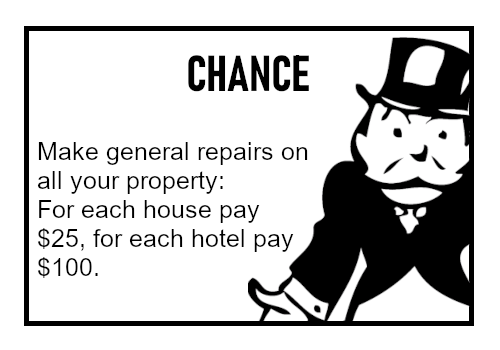 CHANCE
Make general repairs on
all your property:
For each house pay
$25, for each hotel pay
$100.